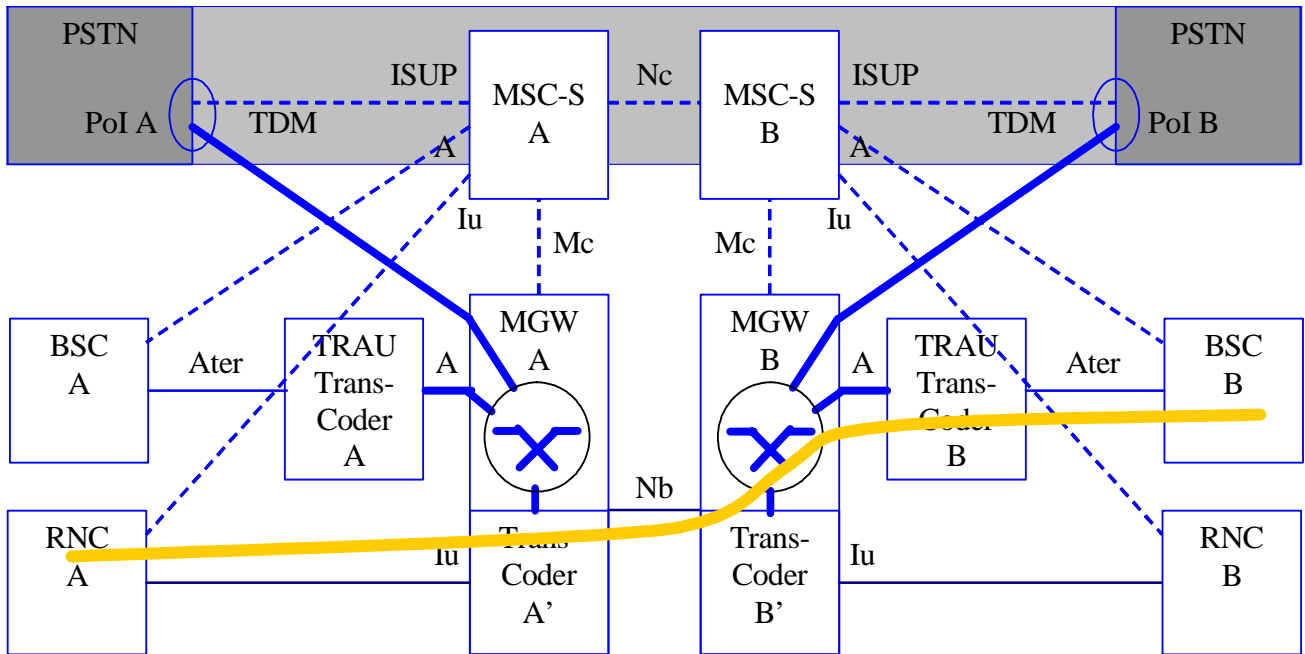 PSTN
PSTN
ISUP
Nc
ISUP
MSC-S
A
MSC-S
B
PoI A
TDM
TDM
PoI B
A
A
Iu
Iu
Mc
Mc
BSC
A
Ater
TRAU
Trans-
Coder
A
A
MGW
A
MGW
B
A
TRAU
Trans-
Coder
B
Ater
BSC
B
Nb
RNC
A
Iu
Trans-
Coder
A’
Trans-
Coder
B’
Iu
RNC
B